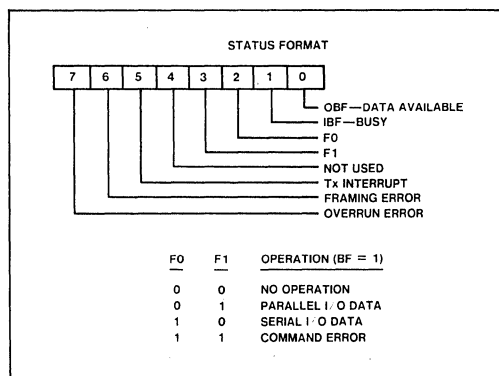 STATUS FORMAT
7 6 5 4 3 2 1 0
OBF—DATA AVAILABLE
IBF—BUSY
F0
F1
NOT USED
Tx INTERRUPT
FRAMING ERROR
OVERRUN ERROR
F0 F1 OPERATION (BF = 1)
0 0 NO OPERATION
0 1 PARALLEL I/O DATA
1 0 SERIAL I/O DATA
1 1 COMMAND ERROR